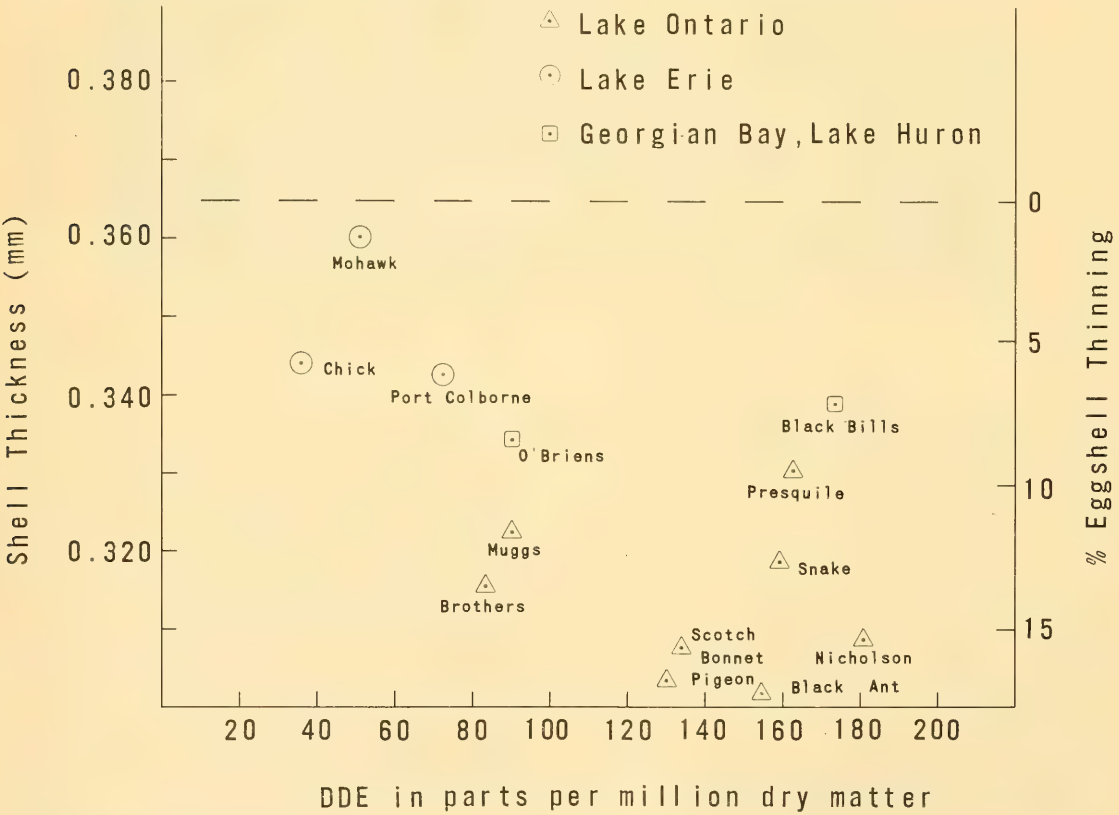 Lake Ontario
Lake Erie
Georgian Bay, Lake Huron
Shell Thickness (mm)
0.380
0.360
0.340
0.320
% Eggshell Thinning
0
5
10
15
Mohawk
Chick
Port Colborne
O'Briens
Black Bills
Presquile
Muggs
Snake
Brothers
Scotch
Bonnet
Nicholson
Pigeon
Black Ant
20 40 60 80 100 120 140 160 180 200
DDE in parts per million dry matter